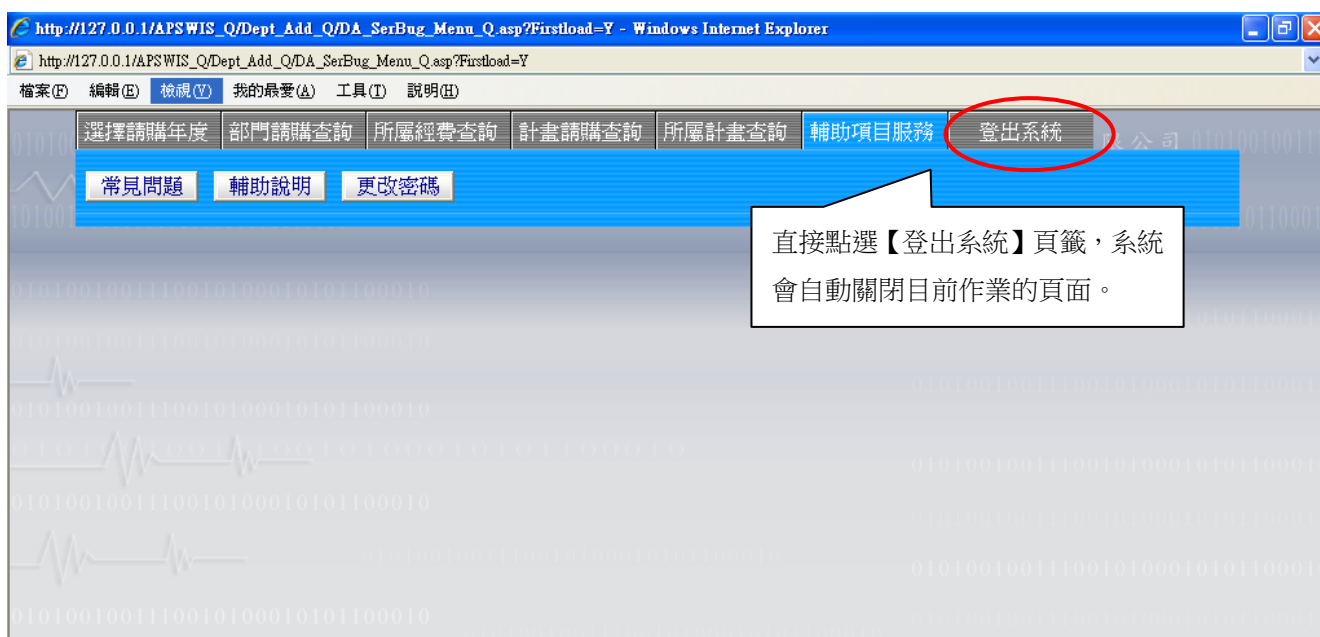 http://127.0.0.1/APSWIS_Q/Dept_Add_Q/DA_SerBug_Menu_Q.asp?Firstload=Y - Windows Internet Explorer
http://127.0.0.1/APSWIS_Q/Dept_Add_Q/DA_SerBug_Menu_Q.asp?Firstload=Y
檔案(F) 編輯(E) 檢視(V) 我的最愛(A) 工具(T) 說明(H)
選擇請購年度 部門請購查詢 所屬經費查詢 計畫請購查詢 所屬計畫查詢 輔助項目服務 登出系統
限公司
常見問題 輔助說明 更改密碼
直接點選【登出系統】頁籤，系統
會自動關閉目前作業的頁面。